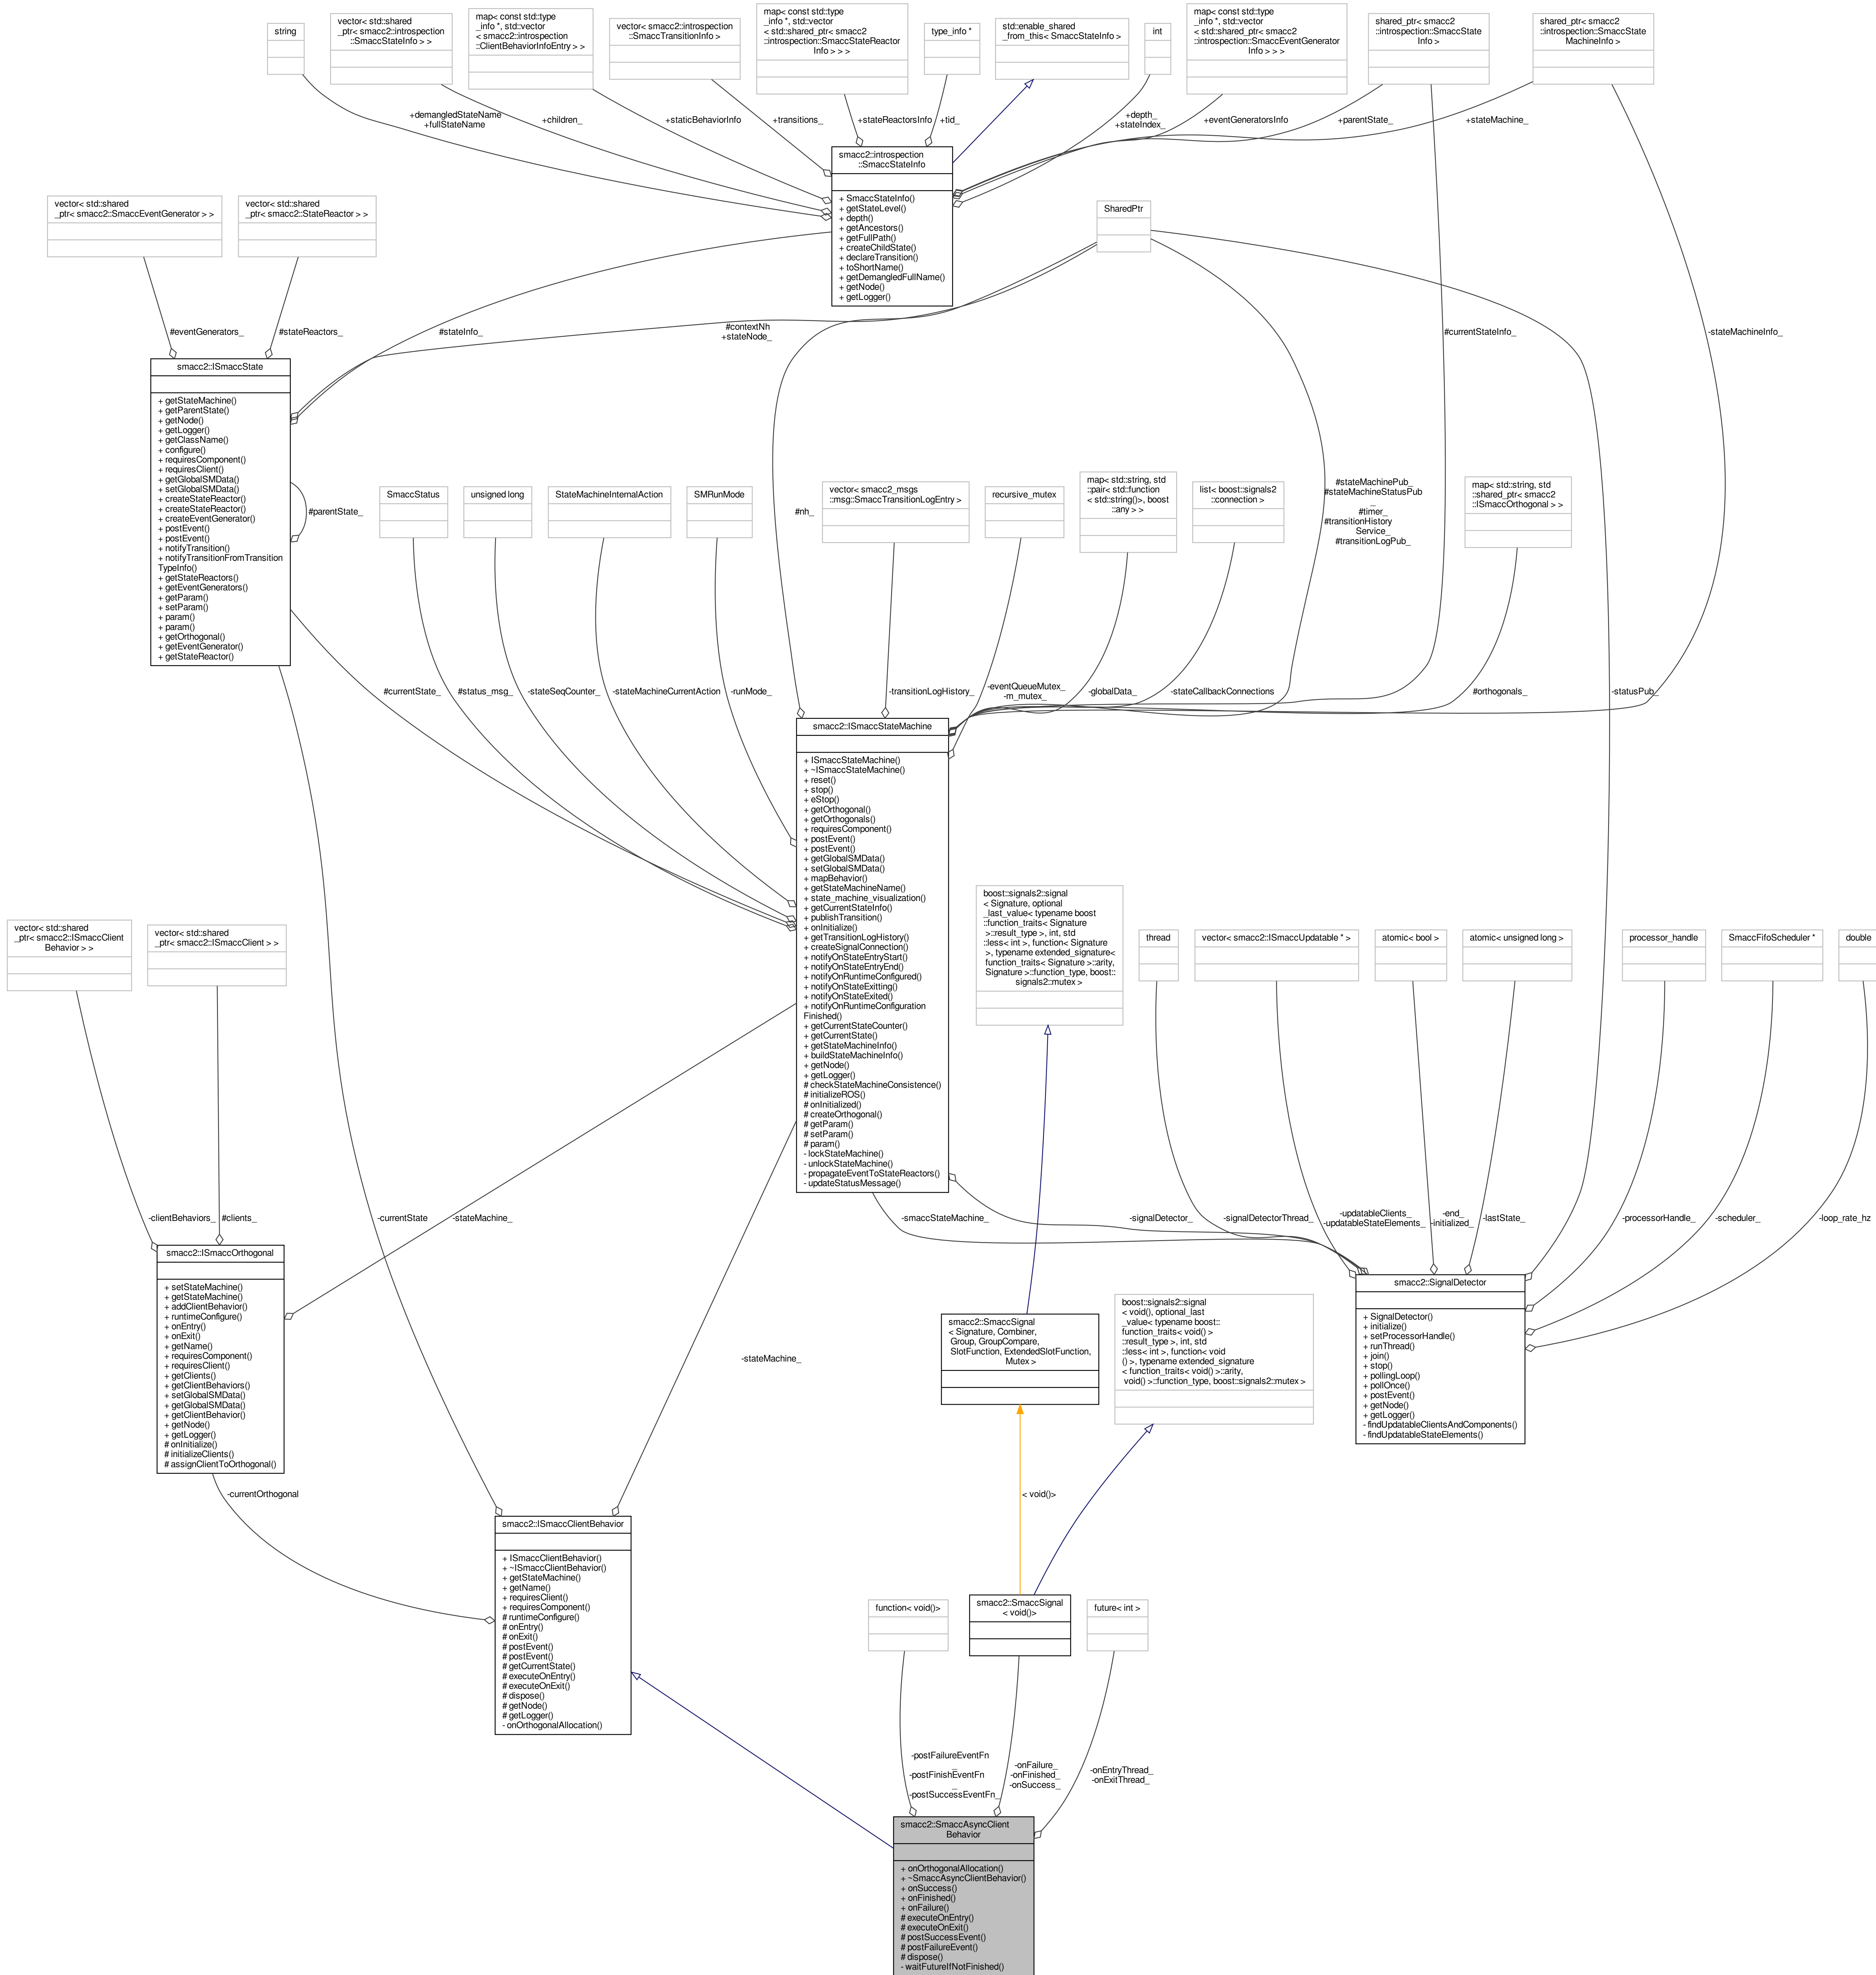 string
vector< std::shared
_ptr< smacc2::introspection
::SmaccStateInfo > >
map< const std::type
_info *, std::vector
< smacc2::introspection
::ClientBehaviorInfoEntry > >
vector< smacc2::introspection
::SmaccTransitionInfo >
map< const std::type
_info *, std::vector
< std::shared_ptr< smacc2
::introspection::SmaccStateReactor
Info > > >
type_info *
std::enable_shared
_from_this< SmaccStateInfo >
int
map< const std::type
_info *, std::vector
< std::shared_ptr< smacc2
::introspection::SmaccEventGenerator
Info > > >
shared_ptr< smacc2
::introspection::SmaccState
Info >
shared_ptr< smacc2
::introspection::SmaccState
MachineInfo >
+demangledStateName
+fullStateName
+children_
+staticBehaviorInfo
+transitions_
+stateReactorsInfo
+tid_
+depth_
+stateIndex_
+eventGeneratorsInfo
+parentState_
+stateMachine_
smacc2::introspection
::SmaccStateInfo
+ SmaccStateInfo()
+ getStateLevel()
+ depth()
+ getAncestors()
+ getFullPath()
+ createChildState()
+ declareTransition()
+ toShortName()
+ getDemangledFullName()
+ getNode()
+ getLogger()
vector< std::shared
_ptr< smacc2::SmaccEventGenerator > >
vector< std::shared
_ptr< smacc2::StateReactor > >
SharedPtr
#eventGenerators_
#stateReactors_
#stateInfo_
#contextNh
+stateNode_
#currentStateInfo_
-stateMachineInfo_
smacc2::ISmaccState
+ getStateMachine()
+ getParentState()
+ getNode()
+ getLogger()
+ getClassName()
+ configure()
+ requiresComponent()
+ requiresClient()
+ getGlobalSMData()
+ setGlobalSMData()
+ createStateReactor()
+ createStateReactor()
+ createEventGenerator()
+ postEvent()
+ postEvent()
+ notifyTransition()
+ notifyTransitionFromTransition
TypeInfo()
+ getStateReactors()
+ getEventGenerators()
+ getParam()
+ setParam()
+ param()
+ param()
+ getOrthogonal()
+ getEventGenerator()
+ getStateReactor()
#parentState_
SmaccStatus
unsigned long
StateMachineInternalAction
SMRunMode
#nh_
vector< smacc2_msgs
::msg::SmaccTransitionLogEntry >
recursive_mutex
map< std::string, std
::pair< std::function
< std::string()>, boost
::any > >
list< boost::signals2
::connection >
#stateMachinePub_
#stateMachineStatusPub
_
#timer_
#transitionHistory
Service_
#transitionLogPub_
map< std::string, std
::shared_ptr< smacc2
::ISmaccOrthogonal > >
#currentState_
#status_msg_
-stateSeqCounter_
-stateMachineCurrentAction
-runMode_
-transitionLogHistory_
-eventQueueMutex_
-m_mutex_
-globalData_
-stateCallbackConnections
#orthogonals_
-statusPub_
smacc2::ISmaccStateMachine
+ ISmaccStateMachine()
+ ~ISmaccStateMachine()
+ reset()
+ stop()
+ eStop()
+ getOrthogonal()
+ getOrthogonals()
+ requiresComponent()
+ postEvent()
+ postEvent()
+ getGlobalSMData()
+ setGlobalSMData()
+ mapBehavior()
+ getStateMachineName()
+ state_machine_visualization()
+ getCurrentStateInfo()
+ publishTransition()
+ onInitialize()
+ getTransitionLogHistory()
+ createSignalConnection()
+ notifyOnStateEntryStart()
+ notifyOnStateEntryEnd()
+ notifyOnRuntimeConfigured()
+ notifyOnStateExitting()
+ notifyOnStateExited()
+ notifyOnRuntimeConfiguration
Finished()
+ getCurrentStateCounter()
+ getCurrentState()
+ getStateMachineInfo()
+ buildStateMachineInfo()
+ getNode()
+ getLogger()
# checkStateMachineConsistence()
# initializeROS()
# onInitialized()
# createOrthogonal()
# getParam()
# setParam()
# param()
- lockStateMachine()
- unlockStateMachine()
- propagateEventToStateReactors()
- updateStatusMessage()
vector< std::shared
_ptr< smacc2::ISmaccClient
Behavior > >
vector< std::shared
_ptr< smacc2::ISmaccClient > >
boost::signals2::signal
< Signature, optional
_last_value< typename boost
::function_traits< Signature
>::result_type >, int, std
::less< int >, function< Signature
>, typename extended_signature<
function_traits< Signature >::arity,
Signature >::function_type, boost::
signals2::mutex >
thread
vector< smacc2::ISmaccUpdatable * >
atomic< bool >
atomic< unsigned long >
processor_handle
SmaccFifoScheduler *
double
-clientBehaviors_
#clients_
-currentState
-stateMachine_
-smaccStateMachine_
-signalDetector_
-signalDetectorThread_
-updatableClients_
-updatableStateElements_
-end_
-initialized_
-lastState_
-processorHandle_
-scheduler_
-loop_rate_hz
smacc2::ISmaccOrthogonal
+ setStateMachine()
+ getStateMachine()
+ addClientBehavior()
+ runtimeConfigure()
+ onEntry()
+ onExit()
+ getName()
+ requiresComponent()
+ requiresClient()
+ getClients()
+ getClientBehaviors()
+ setGlobalSMData()
+ getGlobalSMData()
+ getClientBehavior()
+ getNode()
+ getLogger()
# onInitialize()
# initializeClients()
# assignClientToOrthogonal()
smacc2::SignalDetector
+ SignalDetector()
+ initialize()
+ setProcessorHandle()
+ runThread()
+ join()
+ stop()
+ pollingLoop()
+ pollOnce()
+ postEvent()
+ getNode()
+ getLogger()
- findUpdatableClientsAndComponents()
- findUpdatableStateElements()
-stateMachine_
smacc2::SmaccSignal
< Signature, Combiner,
Group, GroupCompare,
SlotFunction, ExtendedSlotFunction,
Mutex >
boost::signals2::signal
< void(), optional_last
_value< typename boost::
function_traits< void() >
::result_type >, int, std
::less< int >, function< void
() >, typename extended_signature
< function_traits< void() >::arity,
void() >::function_type, boost::signals2::mutex >
-currentOrthogonal
< void()>
smacc2::ISmaccClientBehavior
+ ISmaccClientBehavior()
+ ~ISmaccClientBehavior()
+ getStateMachine()
+ getName()
+ requiresClient()
+ requiresComponent()
# runtimeConfigure()
# onEntry()
# onExit()
# postEvent()
# postEvent()
# getCurrentState()
# executeOnEntry()
# executeOnExit()
# dispose()
# getNode()
# getLogger()
- onOrthogonalAllocation()
function< void()>
smacc2::SmaccSignal
< void()>
future< int >
-postFailureEventFn
_
-postFinishEventFn
_
-postSuccessEventFn_
-onFailure_
-onFinished_
-onSuccess_
-onEntryThread_
-onExitThread_
smacc2::SmaccAsyncClient
Behavior
+ onOrthogonalAllocation()
+ ~SmaccAsyncClientBehavior()
+ onSuccess()
+ onFinished()
+ onFailure()
# executeOnEntry()
# executeOnExit()
# postSuccessEvent()
# postFailureEvent()
# dispose()
- waitFutureIfNotFinished()